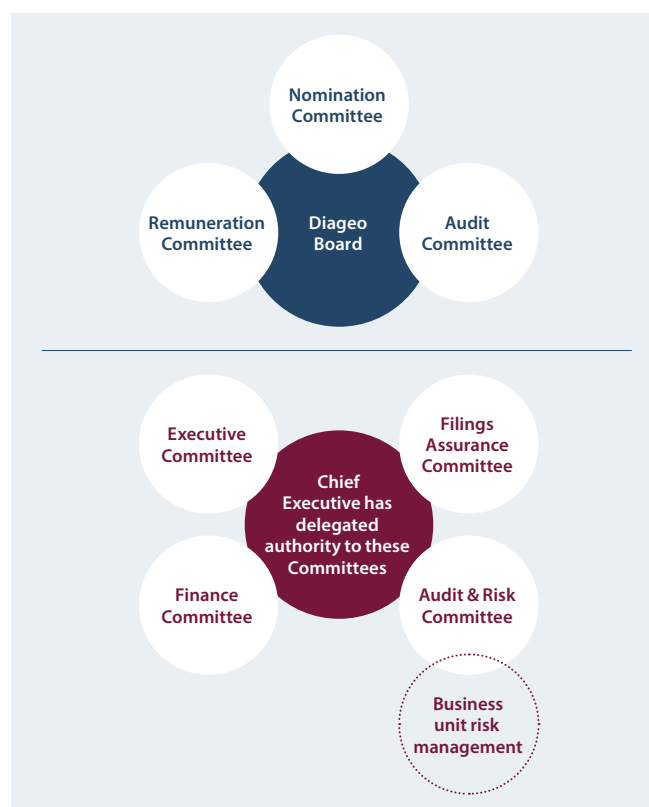 Nomination
Committee
Remuneration
Committee
Diageo
Board
Audit
Committee
Executive
Committee
Filings
Assurance
Committee
Chief
Executive has
delegated
authority to these
Committees
Finance
Committee
Audit & Risk
Committee
Business
unit risk
management